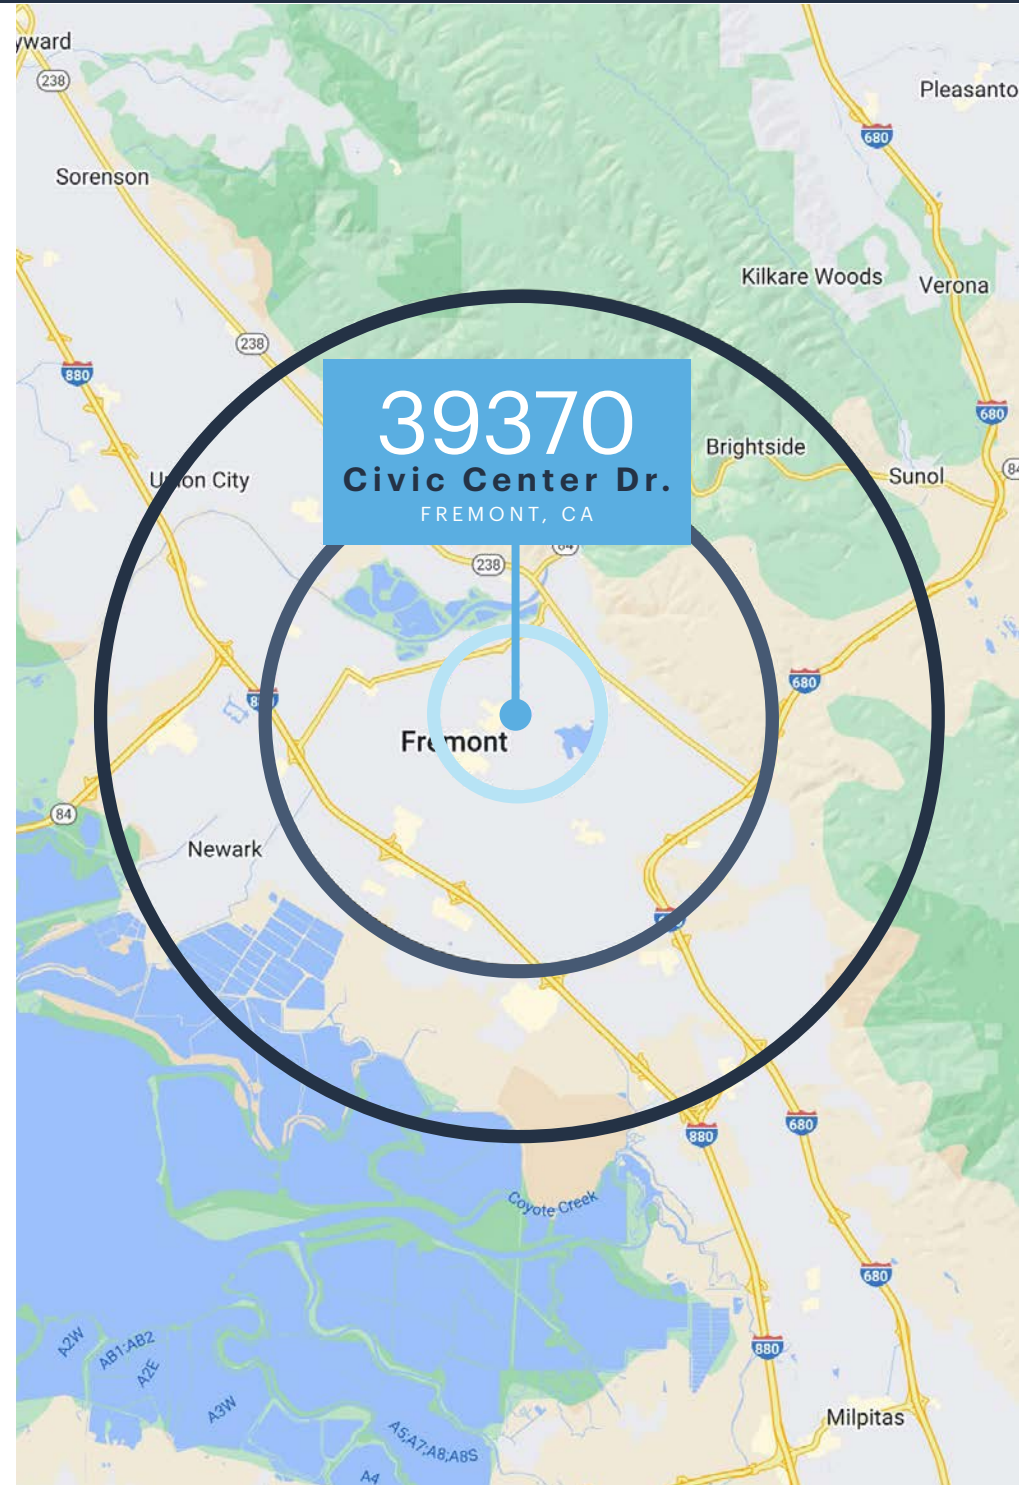 yward
238
Pleasanto
680
Sorenson
Kilkare Woods
Verona
238
880
680
39370
Civic Center Dr.
FREMONT, CA
Brightside
Union City
Sunol
84
238
680
Fremont
84
Newark
880
680
Coyote Creek
680
A2W
AB1;AB2
A2E
880
A3W
Milpitas
A5;A7;A8;A8S
A4